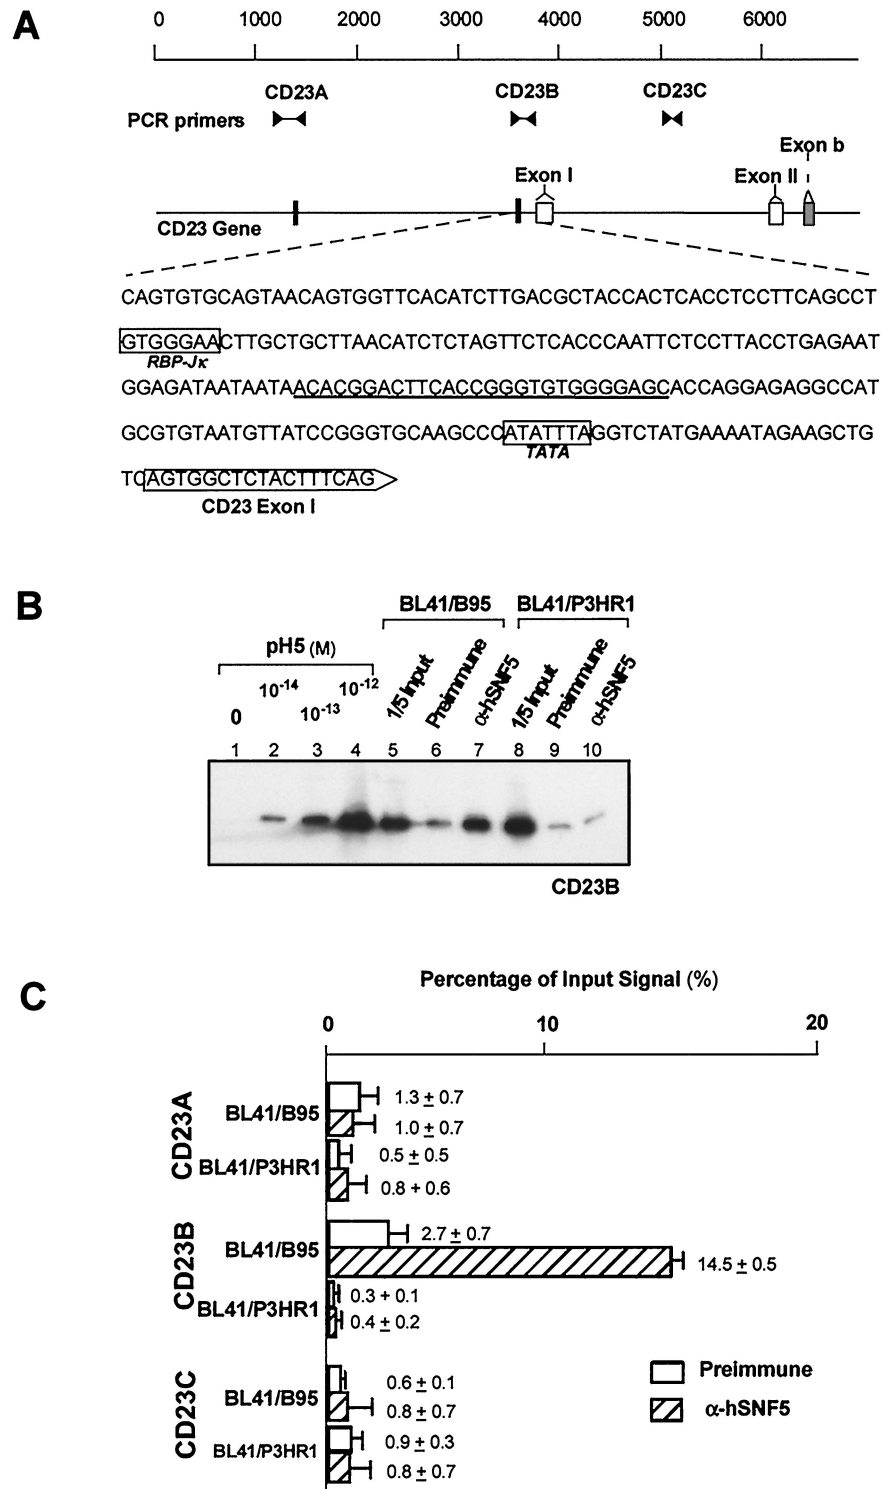 A
0 1000 2000 3000 4000 5000 6000
CD23A CD23B CD23C
PCR primers
Exon b
Exon I Exon II
CD23 Gene
CAGTGTGCAGTAACAGTGGTTCACATCTTGACGCTACCACTCACCTCCTTCAGCCT
GTGGGAACTTGCTGCTTAACATCTCTAGTTCTCACCCAATTCTCCTTACCTGAGAAT
RBP-Jκ
GGAGATAATAATAACACGGACTTCACCGGGTGTGGGGAGCACCAGGAGAGGCCAT
GCGTGTAATGTTATCCGGGTGCAAGCCCATATTTAGGTCTATGAAAATAGAAGCTG
TATA
TCAGTGGCTCTACTTTCAG
CD23 Exon I
B
BL41/B95 BL41/P3HR1
pH5 (M)
0 10-14 10-13 10-12 1/5 Input Preimmune α-hSNF5 1/5 Input Preimmune α-hSNF5
1 2 3 4 5 6 7 8 9 10
CD23B
C
Percentage of Input Signal (%)
0 10 20
CD23A
BL41/B95
1.3 ± 0.7
1.0 ± 0.7
BL41/P3HR1
0.5 ± 0.5
0.8 + 0.6
CD23B
BL41/B95
2.7 ± 0.7
14.5 ± 0.5
BL41/P3HR1
0.3 + 0.1
0.4 ± 0.2
CD23C
BL41/B95
0.6 ± 0.1
0.8 ± 0.7
BL41/P3HR1
0.9 ± 0.3
0.8 ± 0.7
Preimmune
α-hSNF5